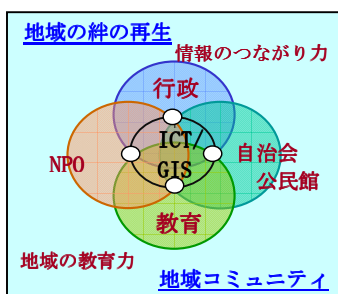 地域の絆の再生
情報のつながり力
行政
ICT/
GIS
NPO
自治会
公民館
教育
地域の教育力
地域コミュニティ